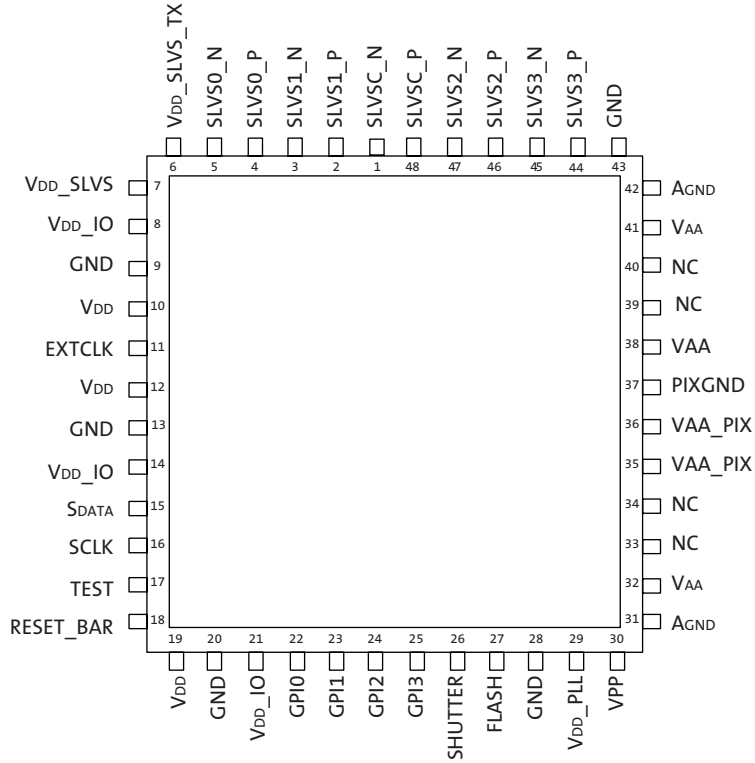 VDD_SLVS_TX
SLVS0_N
SLVS0_P
SLVS1_N
SLVS1_P
SLVSC_N
SLVSC_P
SLVS2_N
SLVS2_P
SLVS3_N
SLVS3_P
GND
6 5 4 3 2 1 48 47 46 45 44 43
VDD_SLVS 7
VDD_IO 8
GND 9
VDD 10
EXTCLK 11
VDD 12
GND 13
VDD_IO 14
SDATA 15
SCLK 16
TEST 17
RESET_BAR 18
42 AGND
41 VAA
40 NC
39 NC
38 VAA
37 PIXGND
36 VAA_PIX
35 VAA_PIX
34 NC
33 NC
32 VAA
31 AGND
19 20 21 22 23 24 25 26 27 28 29 30
VDD
GND
VDD_IO
GPI0
GPI1
GPI2
GPI3
SHUTTER
FLASH
GND
VDD_PLL
VPP